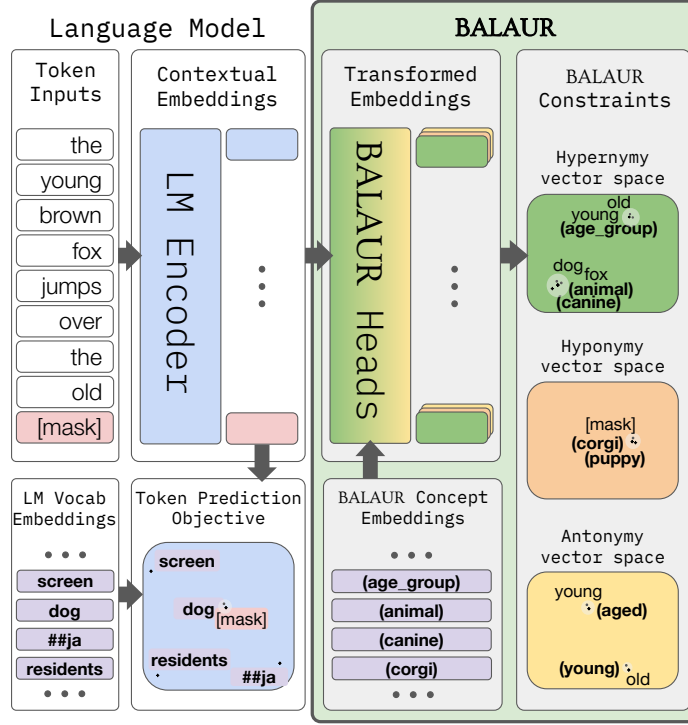 Language Model
BALAUR
Token
Inputs
the
young
brown
fox
jumps
over
the
old
[mask]
Contextual
Embeddings
LM Encoder
Transformed
Embeddings
BALAUR Heads
BALAUR
Constraints
Hypernymy
vector space
old
young
(age_group)
dog
fox
(animal)
(canine)
Hyponymy
vector space
[mask]
(corgi)
(puppy)
Antonymy
vector space
young
(aged)
(young)
old
LM Vocab
Embeddings
screen
dog
##ja
residents
Token Prediction
Objective
screen
dog
[mask]
residents
##ja
BALAUR Concept
Embeddings
(age_group)
(animal)
(canine)
(corgi)